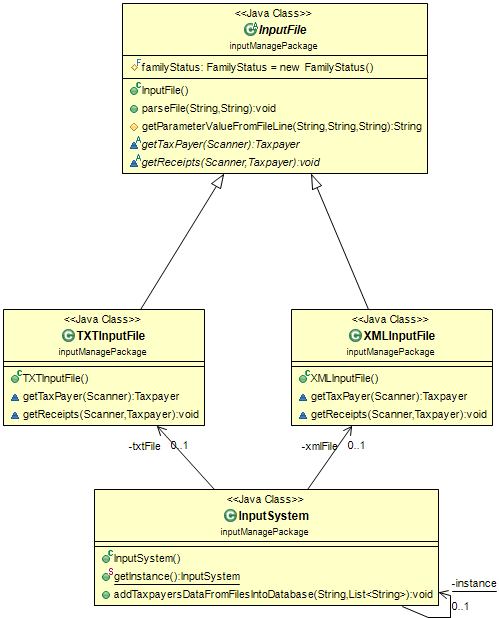 <<Java Class>>
InputFile
inputManagePackage
familyStatus: FamilyStatus = new FamilyStatus()
InputFile()
parseFile(String,String):void
getParameterValueFromFileLine(String,String,String):String
getTaxPayer(Scanner):Taxpayer
getReceipts(Scanner,Taxpayer):void
<<Java Class>>
TXTInputFile
inputManagePackage
TXTInputFile()
getTaxPayer(Scanner):Taxpayer
getReceipts(Scanner,Taxpayer):void
<<Java Class>>
XMLInputFile
inputManagePackage
XMLInputFile()
getTaxPayer(Scanner):Taxpayer
getReceipts(Scanner,Taxpayer):void
-txtFile 0..1
-xmlFile 0..1
<<Java Class>>
InputSystem
inputManagePackage
InputSystem()
getInstance():InputSystem
addTaxpayersDataFromFilesIntoDatabase(String,List<String>):void
-instance
0..1